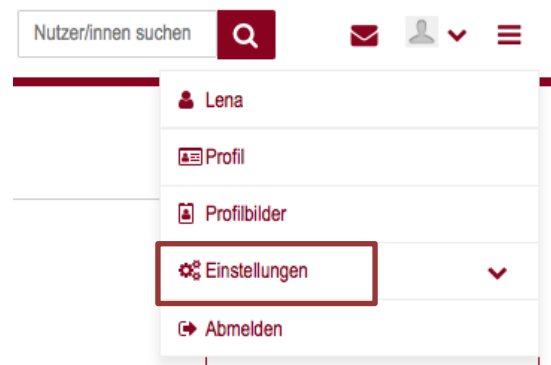 Nutzer/innen suchen
Lena
Profil
Profilbilder
Einstellungen
Abmelden